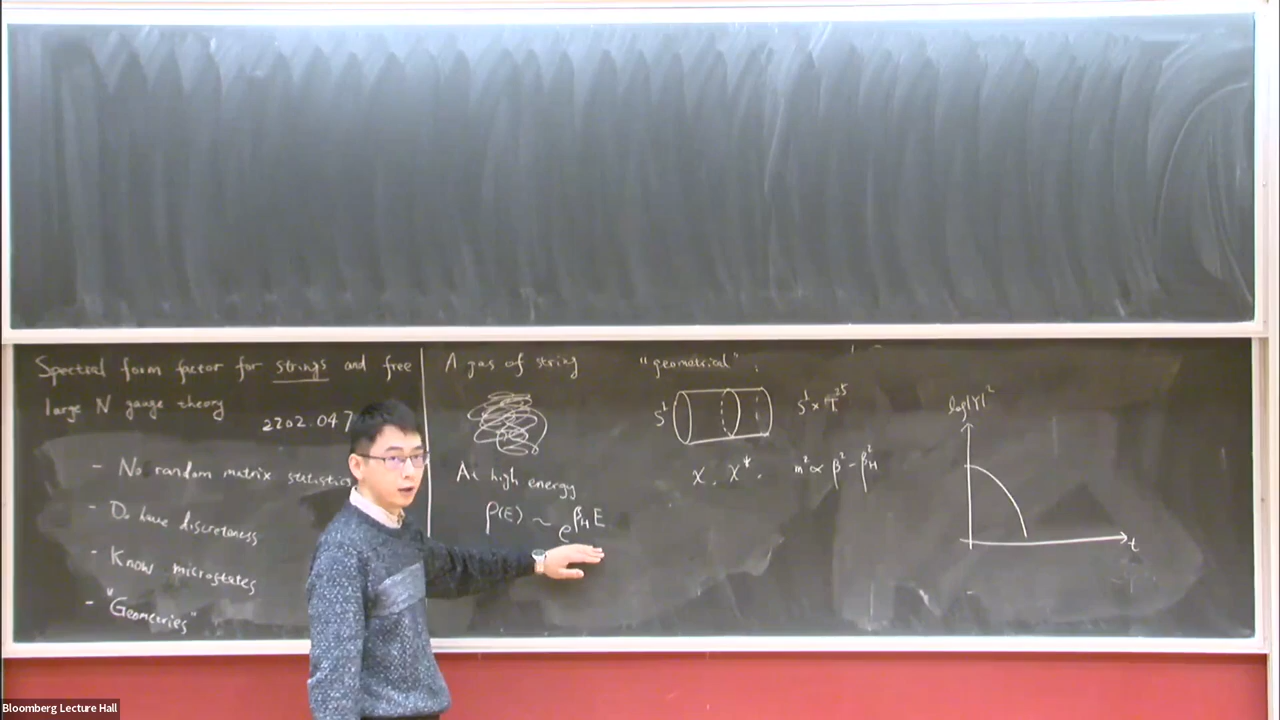 Spectral form factor for strings and free
large N gauge theory
2202.047
- No random matrix statistics
- Do have discreteness
- Know microstates
- "Geometries"
A gas of string
At high energy
ρ(E) ~ e^{β_H E}
"geometrical" :
S¹
S¹ × T²⁵
χ, χ*,
m² ∝ β² - β_H²
log|Y|²
t
Bloomberg Lecture Hall